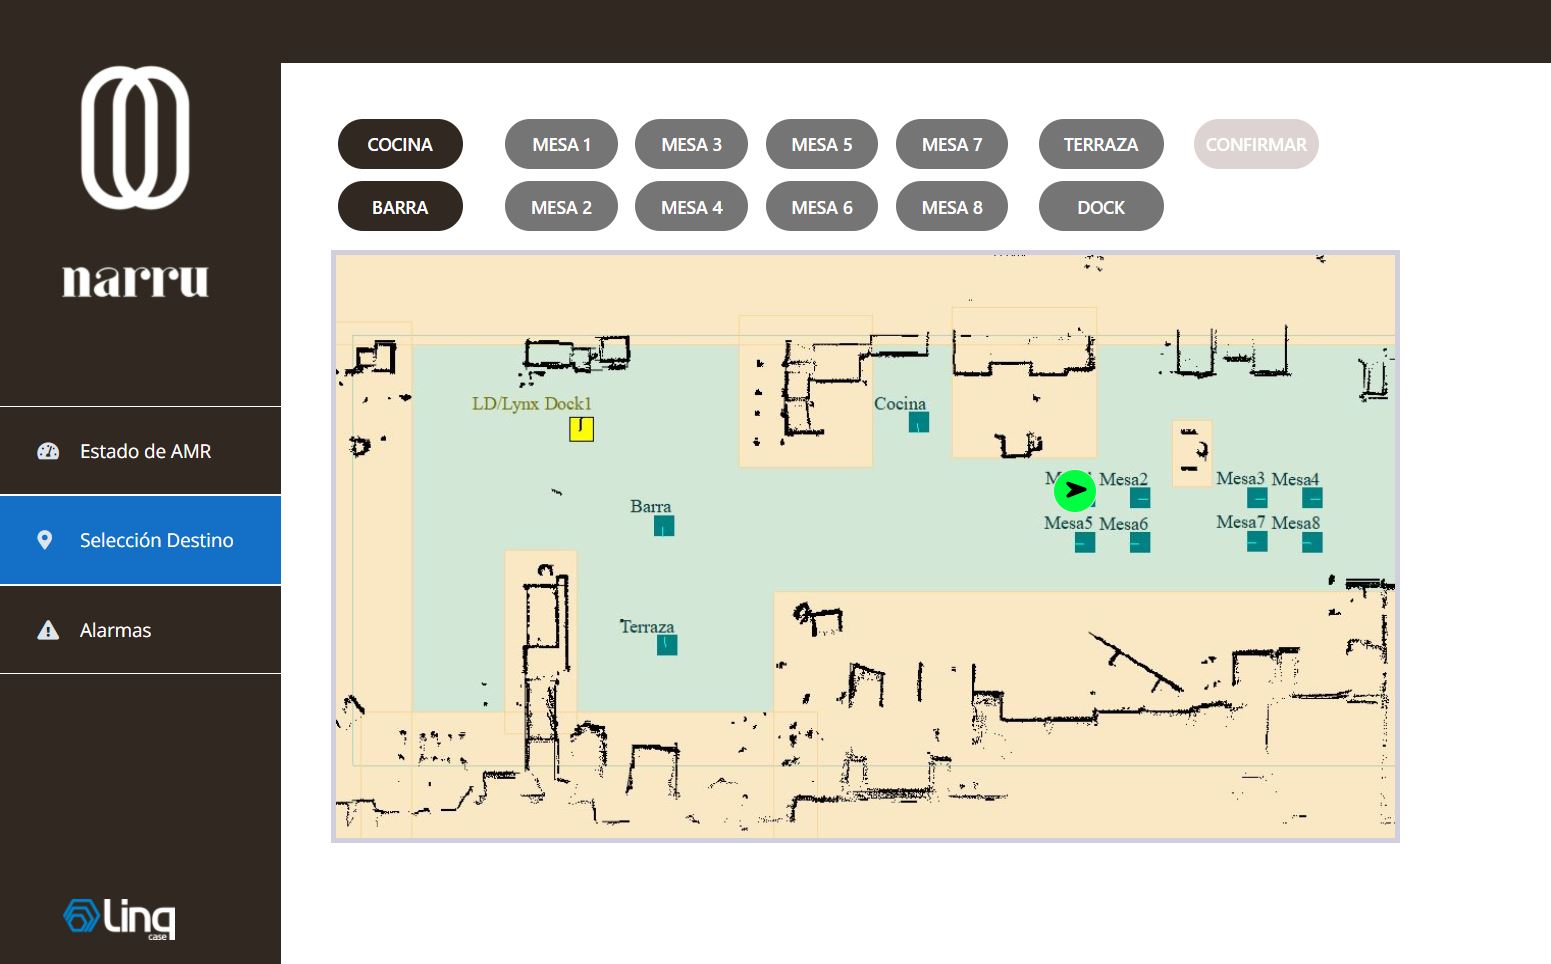 narru
Estado de AMR
Selección Destino
Alarmas
Linq
case
COCINA
MESA 1
MESA 3
MESA 5
MESA 7
TERRAZA
CONFIRMAR
BARRA
MESA 2
MESA 4
MESA 6
MESA 8
DOCK
LD/Lynx Dock1
Cocina
Mesa2
Mesa3
Mesa4
Barra
Mesa5
Mesa6
Mesa7
Mesa8
Terraza